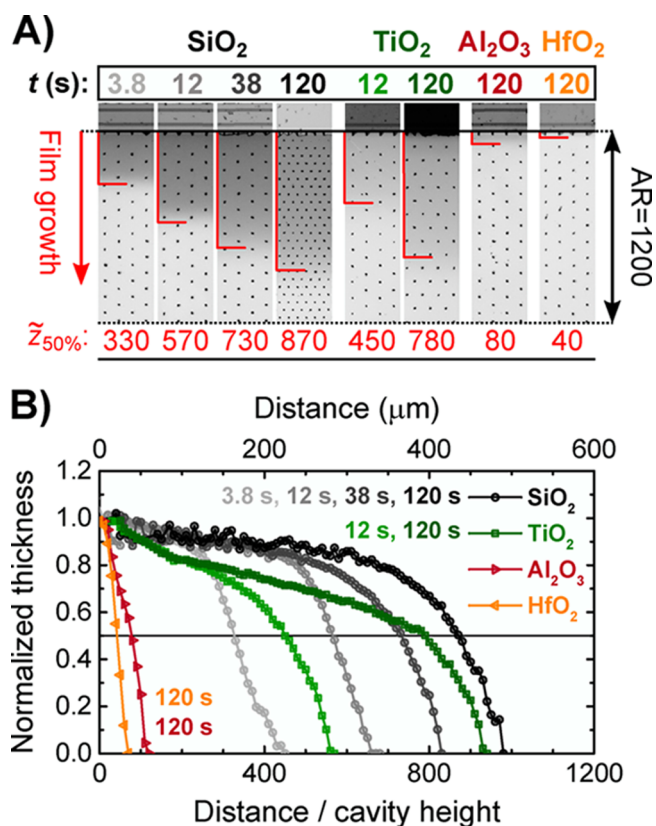 A)
SiO2 TiO2 Al2O3 HfO2
t (s): 3.8 12 38 120 12 120 120 120
Film growth
AR=1200
z̃50%: 330 570 730 870 450 780 80 40
B)
Distance (μm)
0 200 400 600
1.2
1.0
0.8
0.6
0.4
0.2
0.0
Normalized thickness
3.8 s, 12 s, 38 s, 120 s SiO2
12 s, 120 s TiO2
Al2O3
HfO2
120 s
120 s
0 400 800 1200
Distance / cavity height